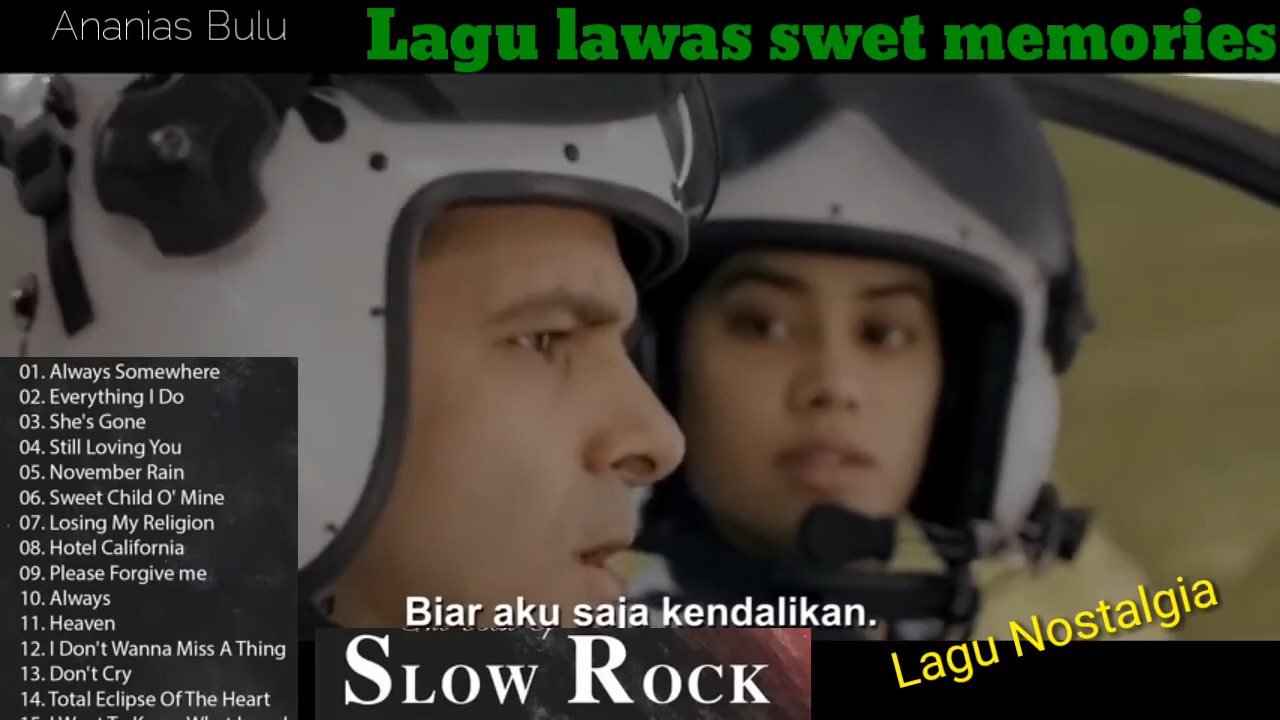 Ananias Bulu
Lagu lawas swet memories
01. Always Somewhere
02. Everything I Do
03. She's Gone
04. Still Loving You
05. November Rain
06. Sweet Child O' Mine
07. Losing My Religion
08. Hotel California
09. Please Forgive me
10. Always
11. Heaven
12. I Don't Wanna Miss A Thing
13. Don't Cry
14. Total Eclipse Of The Heart
Biar aku saja kendalikan.
SLOW ROCK
Lagu Nostalgia